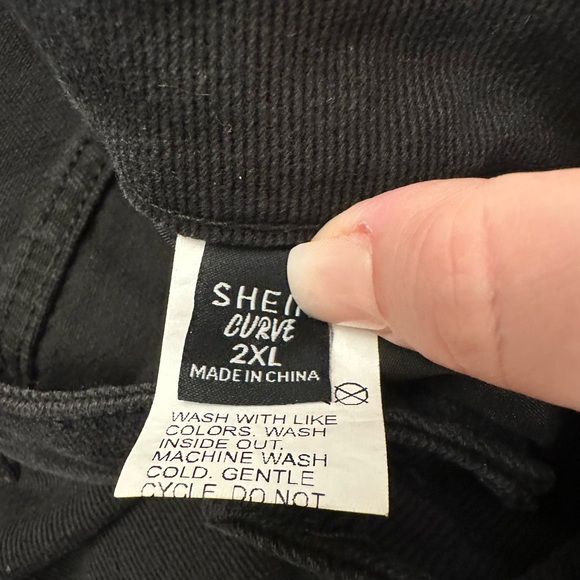 SHEIN
CURVE
2XL
MADE IN CHINA
WASH WITH LIKE
COLORS, WASH
INSIDE OUT,
MACHINE WASH
COLD. GENTLE
CYCLE. DO NOT